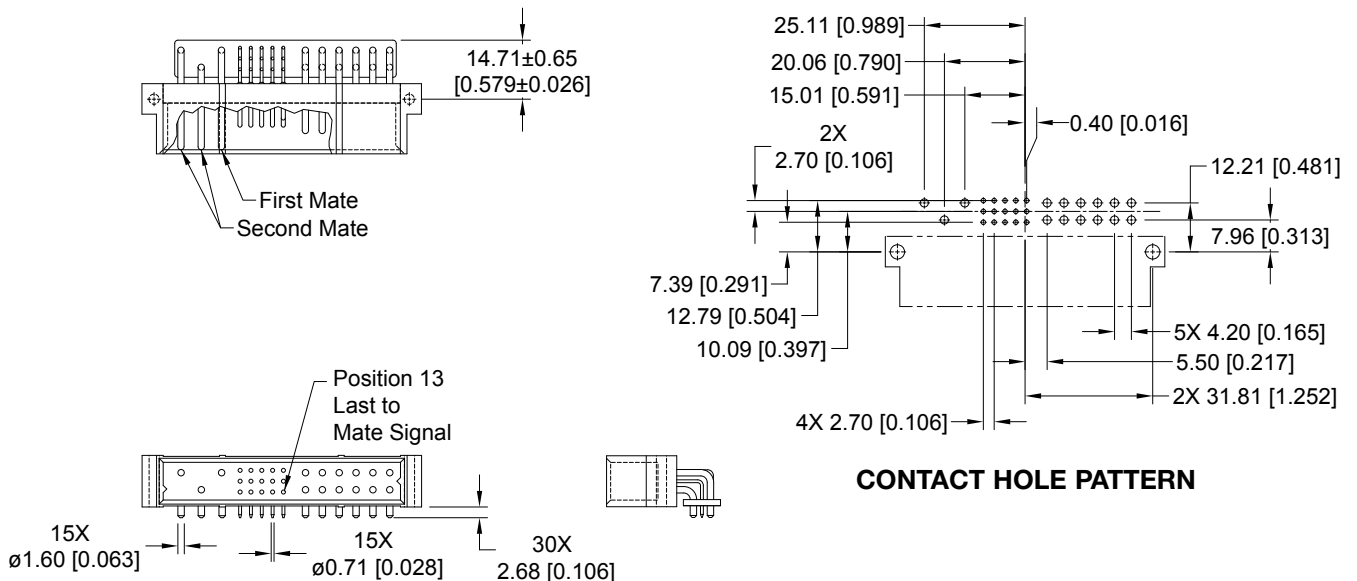 14.71±0.65
[0.579±0.026]
First Mate
Second Mate
25.11 [0.989]
20.06 [0.790]
15.01 [0.591]
2X
2.70 [0.106]
0.40 [0.016]
12.21 [0.481]
7.96 [0.313]
7.39 [0.291]
12.79 [0.504]
10.09 [0.397]
5X 4.20 [0.165]
5.50 [0.217]
2X 31.81 [1.252]
4X 2.70 [0.106]
CONTACT HOLE PATTERN
Position 13
Last to
Mate Signal
15X
ø1.60 [0.063]
15X
ø0.71 [0.028]
30X
2.68 [0.106]